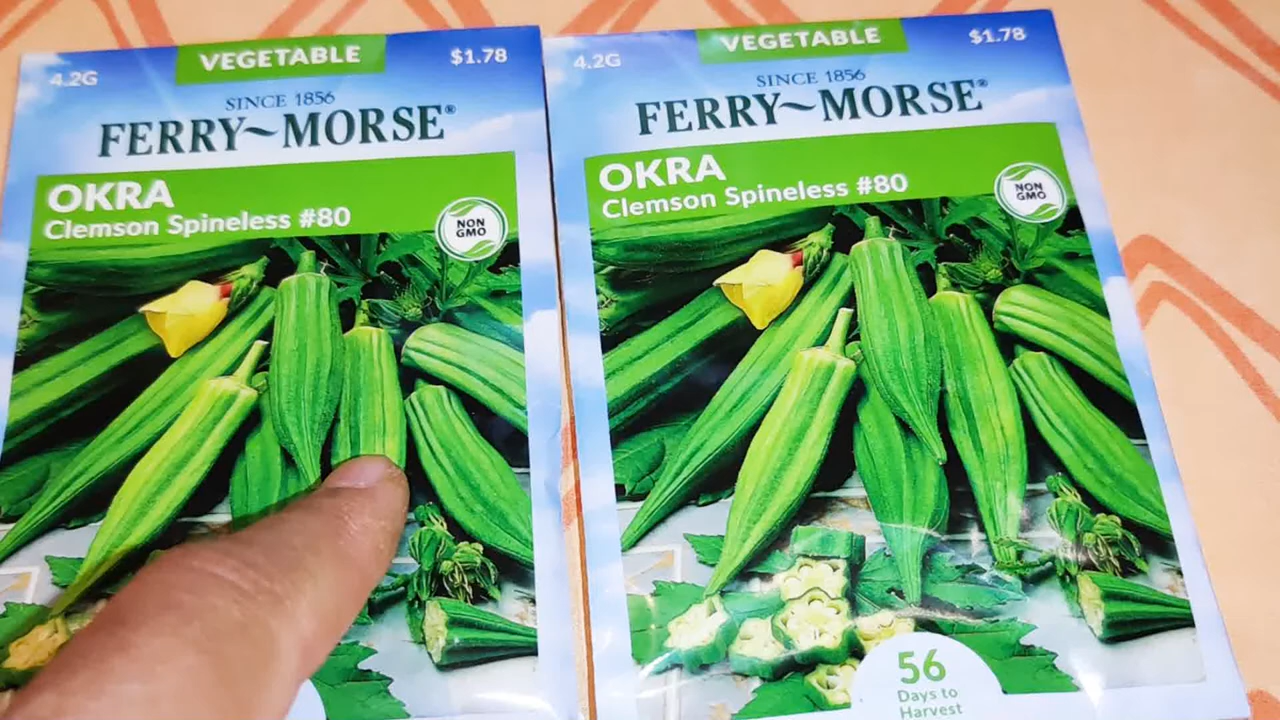 VEGETABLE
4.2G
$1.78
SINCE 1856
FERRY~MORSE®
OKRA
Clemson Spineless #80
NON
GMO
VEGETABLE
4.2G
$1.78
SINCE 1856
FERRY~MORSE®
OKRA
Clemson Spineless #80
NON
GMO
56
Days to
Harvest